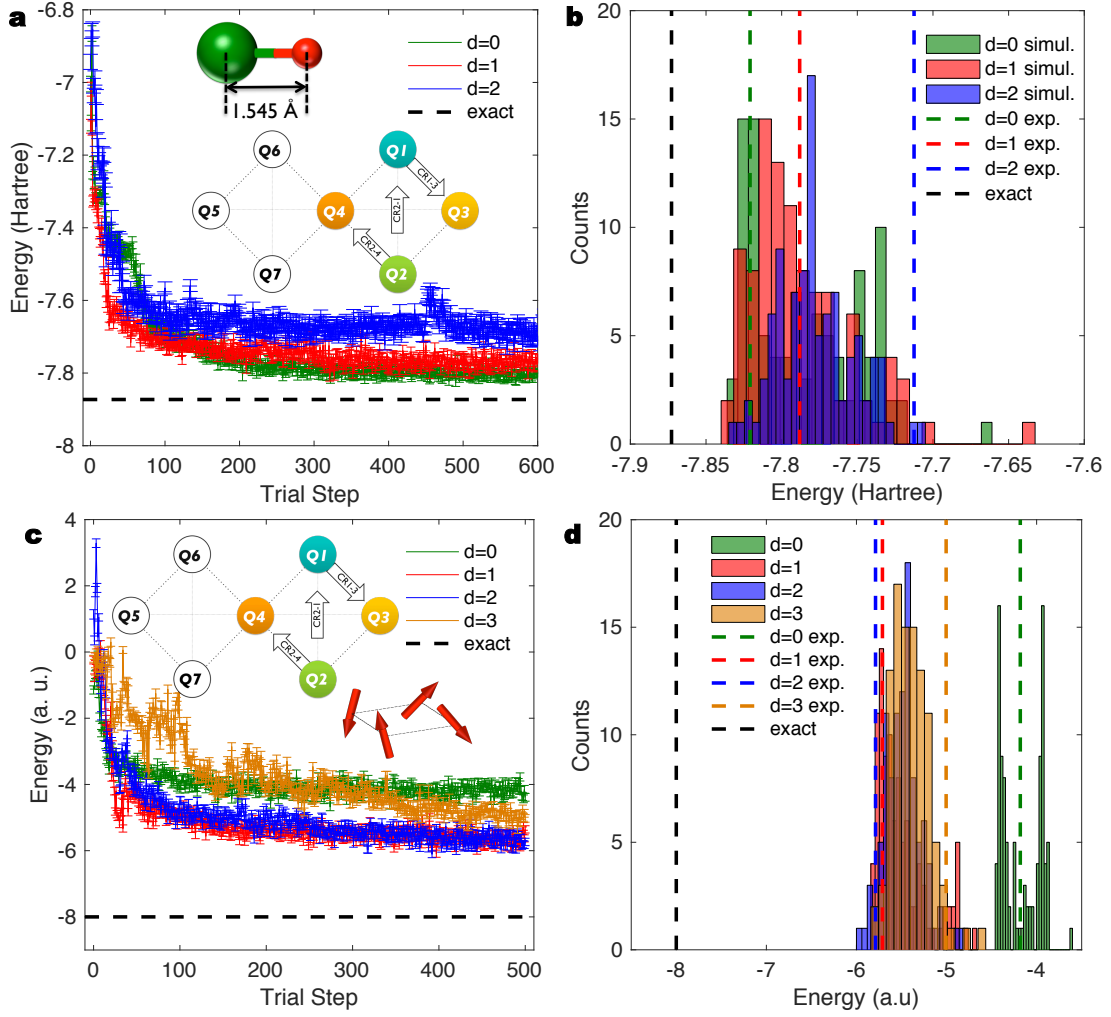 a
Energy (Hartree)
-7
-7.2
-7.4
-7.6
-7.8
-8
0
100
200
300
400
500
600
Trial Step
1.545 Å
d=0
d=1
d=2
exact
Q6
Q1
Q5
Q4
Q3
Q7
Q2
CR1-3
CR2-1
CR2-4
b
Counts
20
15
10
5
0
-7.9
-7.85
-7.8
-7.75
-7.7
-7.65
-7.6
Energy (Hartree)
d=0 simul.
d=1 simul.
d=2 simul.
d=0 exp.
d=1 exp.
d=2 exp.
exact
c
Energy (a. u.)
4
2
0
-2
-4
-6
-8
0
100
200
300
400
500
Trial Step
Q6
Q1
Q5
Q4
Q3
Q7
Q2
CR1-3
CR2-1
CR2-4
d=0
d=1
d=2
d=3
exact
d
Counts
20
15
10
5
0
-8
-7
-6
-5
-4
Energy (a.u)
d=0
d=1
d=2
d=3
d=0 exp.
d=1 exp.
d=2 exp.
d=3 exp.
exact